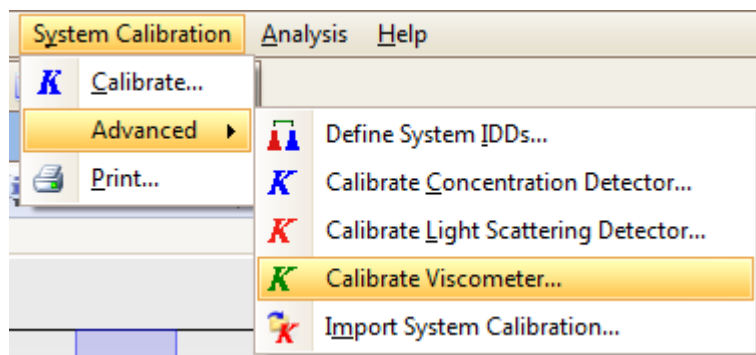 System Calibration Analysis Help
K Calibrate...
Advanced
Print...
Define System IDDs...
K Calibrate Concentration Detector...
K Calibrate Light Scattering Detector...
K Calibrate Viscometer...
K Import System Calibration...